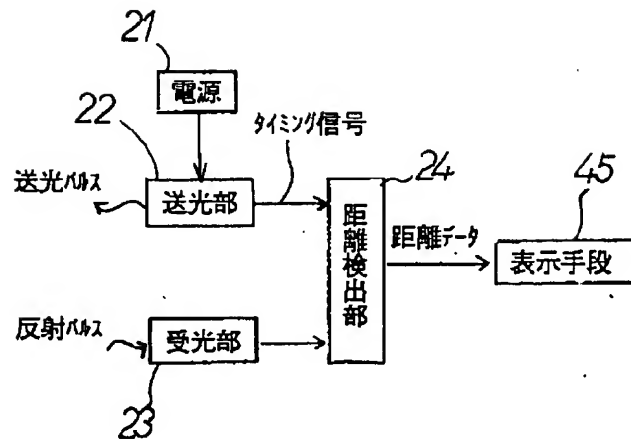 21
電源
22
タイミング信号
送光パルス
送光部
24
距離検出部
距離データ
45
表示手段
反射パルス
受光部
23